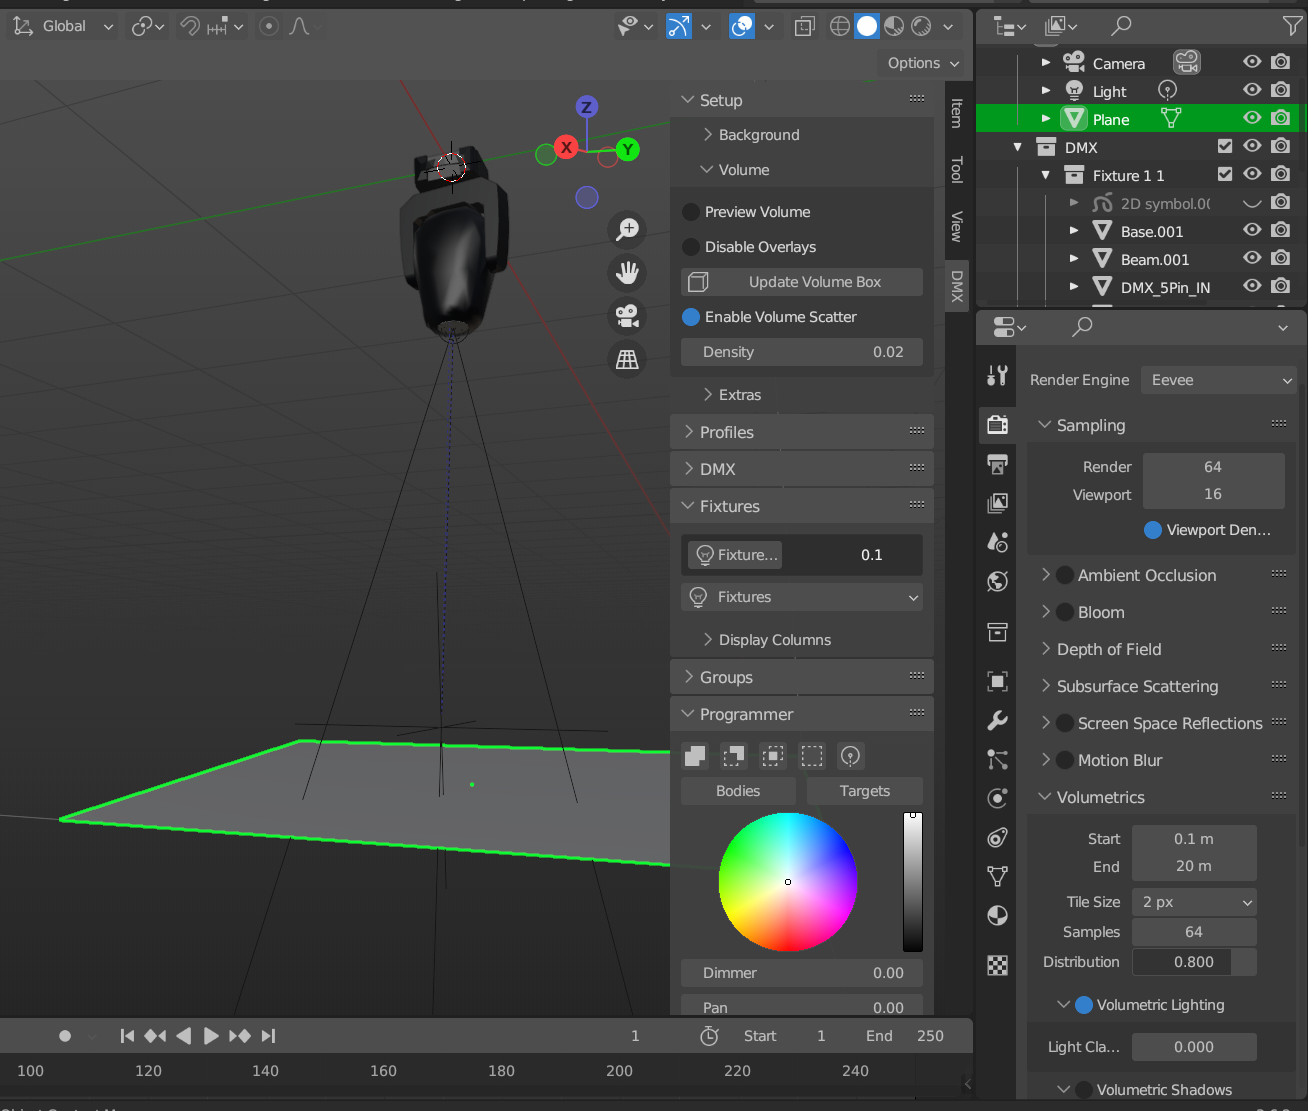 Global
Options
Z
X
Y
Item
Tool
View
DMX
Setup
Background
Volume
Preview Volume
Disable Overlays
Update Volume Box
Enable Volume Scatter
Density 0.02
Extras
Profiles
DMX
Fixtures
Fixture... 0.1
Fixtures
Display Columns
Groups
Programmer
Bodies Targets
Dimmer 0.00
Pan 0.00
1 Start 1 End 250
100 120 140 160 180 200 220 240
Camera
Light
Plane
DMX
Fixture 1 1
2D symbol.0(
Base.001
Beam.001
DMX_5Pin_IN
Render Engine Eevee
Sampling
Render 64
Viewport 16
Viewport Den...
Ambient Occlusion
Bloom
Depth of Field
Subsurface Scattering
Screen Space Reflections
Motion Blur
Volumetrics
Start 0.1 m
End 20 m
Tile Size 2 px
Samples 64
Distribution 0.800
Volumetric Lighting
Light Cla... 0.000
Volumetric Shadows